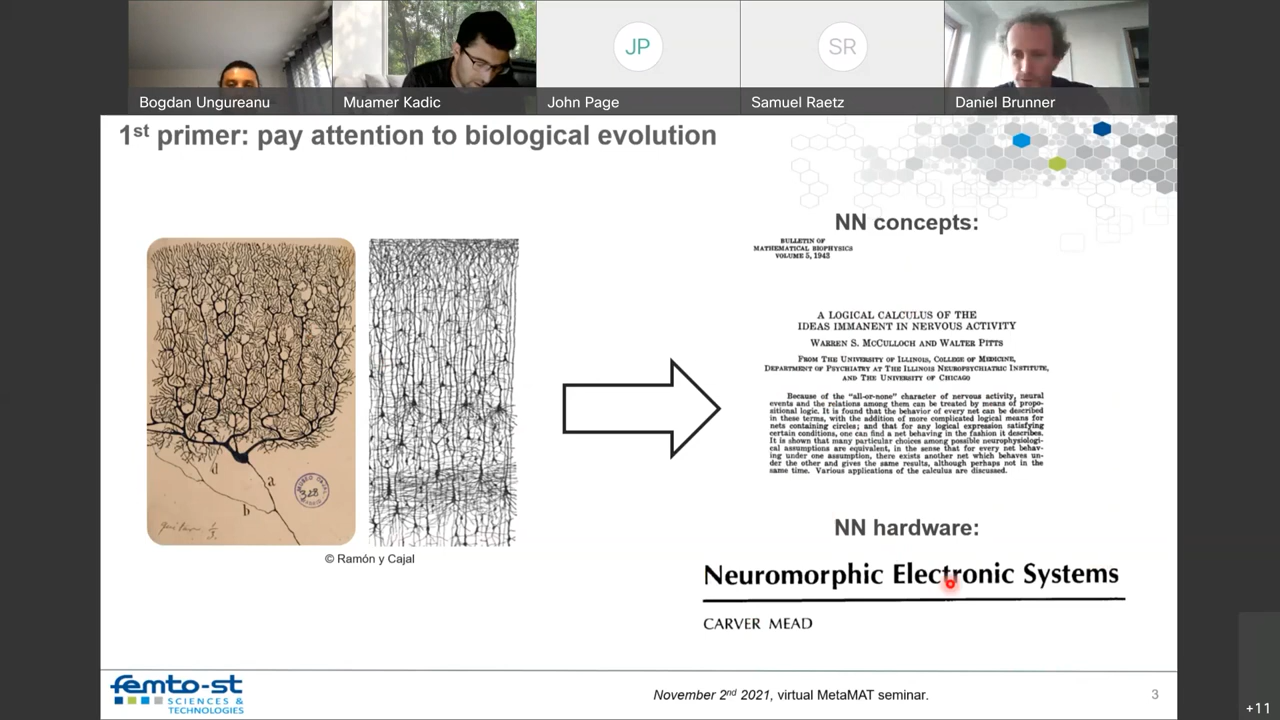 JP
SR
Bogdan Ungureanu
Muamer Kadic
John Page
Samuel Raetz
Daniel Brunner
1st primer: pay attention to biological evolution
NN concepts:
BULLETIN OF
MATHEMATICAL BIOPHYSICS
VOLUME 5, 1943
A LOGICAL CALCULUS OF THE
IDEAS IMMANENT IN NERVOUS ACTIVITY
WARREN S. MCCULLOCH AND WALTER PITTS
FROM THE UNIVERSITY OF ILLINOIS, COLLEGE OF MEDICINE,
DEPARTMENT OF PSYCHIATRY AT THE ILLINOIS NEUROPSYCHIATRIC INSTITUTE,
AND THE UNIVERSITY OF CHICAGO
Because of the "all-or-none" character of nervous activity, neural
events and the relations among them can be treated by means of propo-
sitional logic. It is found that the behavior of every net can be described
in these terms, with the addition of more complicated logical means for
nets containing circles; and that for any logical expression satisfying
certain conditions, one can find a net behaving in the fashion it describes.
It is shown that many particular choices among possible neurophysiologi-
cal assumptions are equivalent, in the sense that for every net behav-
ing under one assumption, there exists another net which behaves un-
der the other and gives the same results, although perhaps not in the
same time. Various applications of the calculus are discussed.
a
b
328
© Ramón y Cajal
NN hardware:
Neuromorphic Electronic Systems
CARVER MEAD
femto-st
SCIENCES &
TECHNOLOGIES
November 2nd 2021, virtual MetaMAT seminar.
3
+11